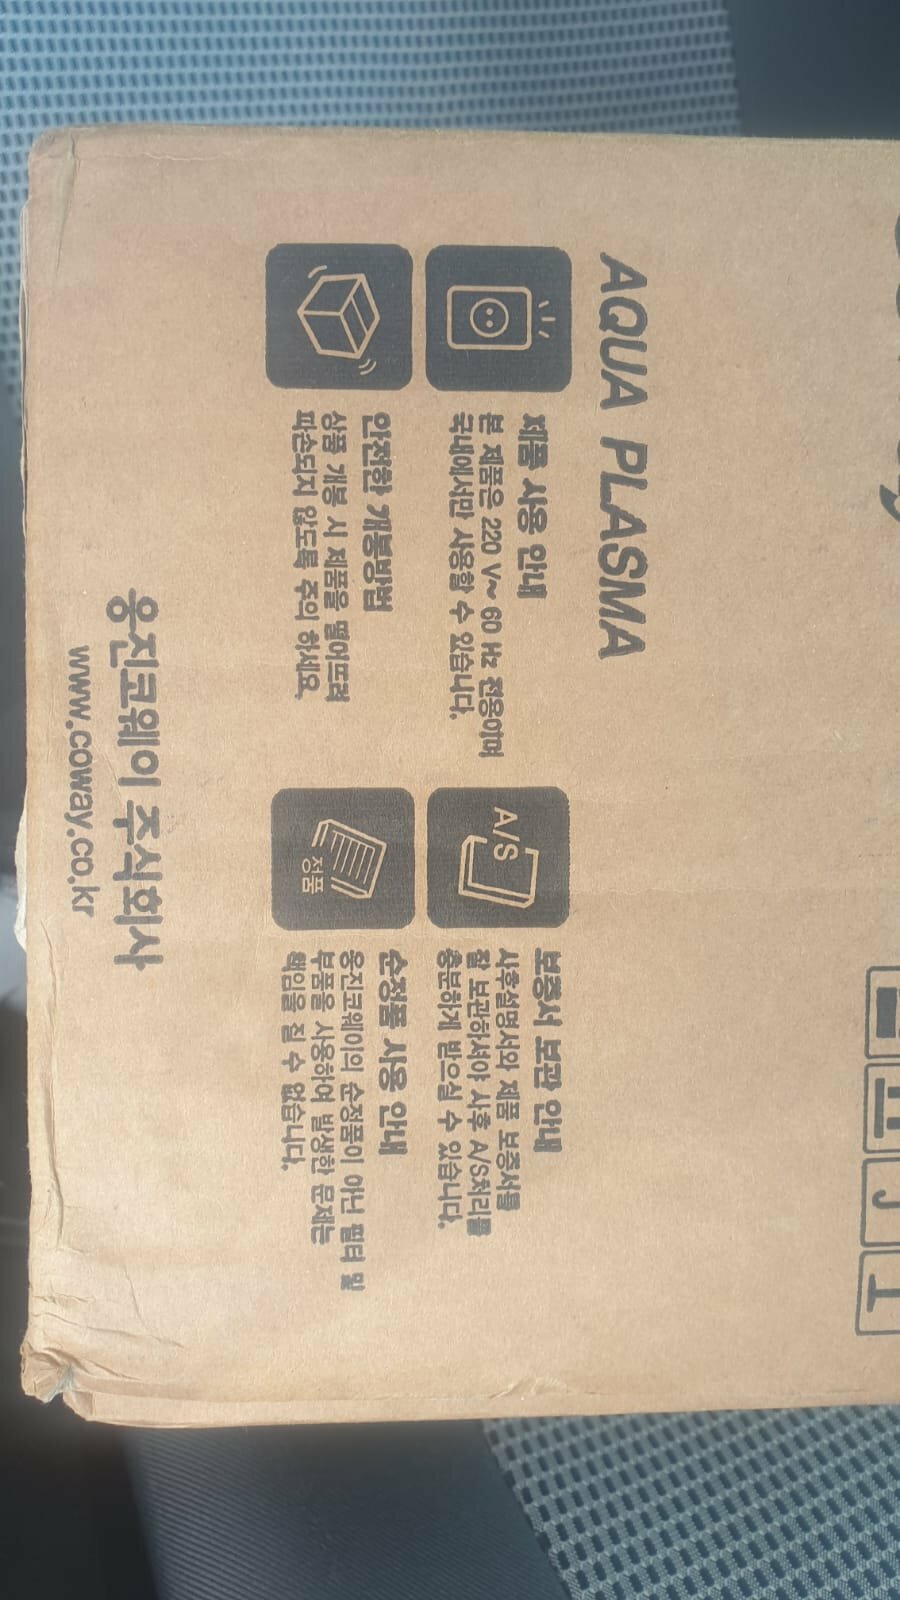 AQUA PLASMA
제품 사용 안내
본 제품은 220 V~ 60 Hz 전용이며
국내에서만 사용할 수 있습니다.
안전한 개봉방법
상품 개봉 시 제품을 떨어뜨려
파손되지 않도록 주의 하세요.
A/S
보증서 보관 안내
사후설명서와 제품 보증서를
잘 보관하셔야 사후 A/S처리를
충분하게 받으실 수 있습니다.
정품
순정품 사용 안내
웅진코웨이의 순정품이 아닌 필터 및
부품을 사용하여 발생한 문제는
책임을 질 수 없습니다.
웅진코웨이 주식회사
www.coway.co.kr